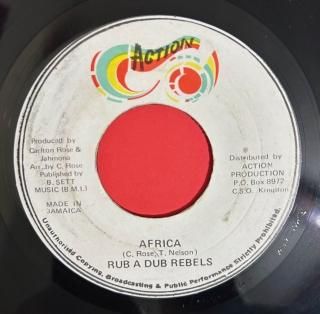 ACTION
Produced by
Carlton Rose &
Jahmona
Arr. by C. Rose
Published by
B. SETT
MUSIC (B.M.I.)
MADE IN
JAMAICA
Distributed by
ACTION
PRODUCTION
P.O. Box 8972
C.S.O. Kingston
AFRICA
(C. Rose, T. Nelson)
RUB A DUB REBELS
Unauthorised Copying, Broadcasting & Public Performance Strictly Prohibited.